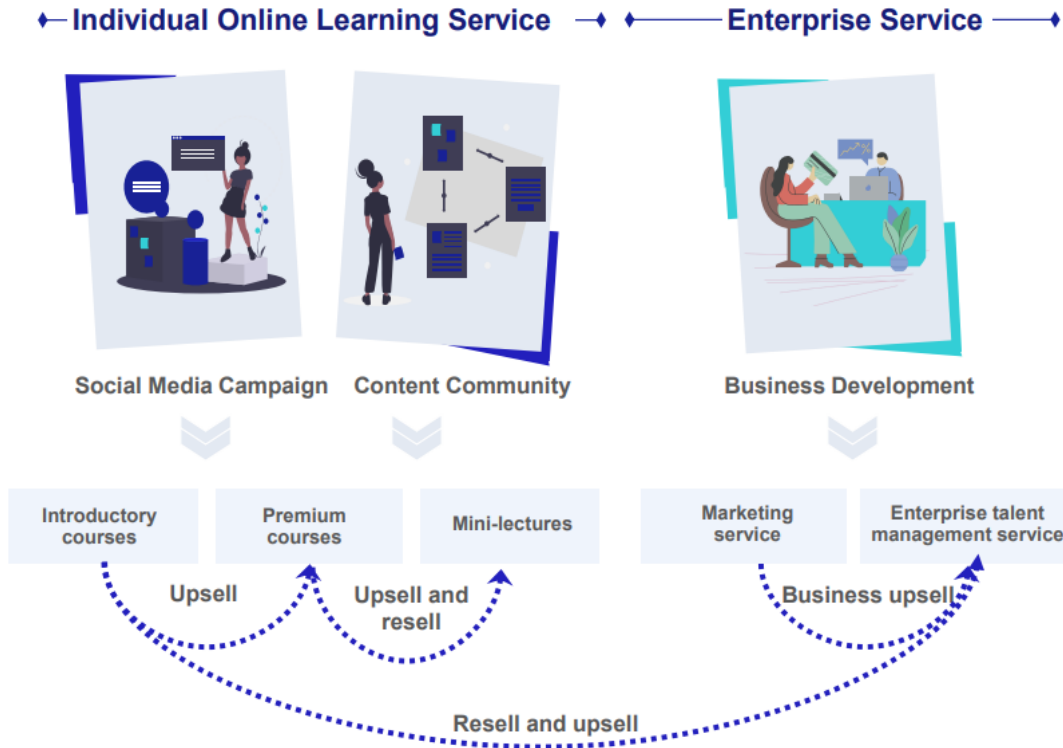 Individual Online Learning Service
Enterprise Service
Social Media Campaign
Content Community
Business Development
Introductory
courses
Premium
courses
Mini-lectures
Marketing
service
Enterprise talent
management service
Upsell
Upsell and
resell
Business upsell
Resell and upsell